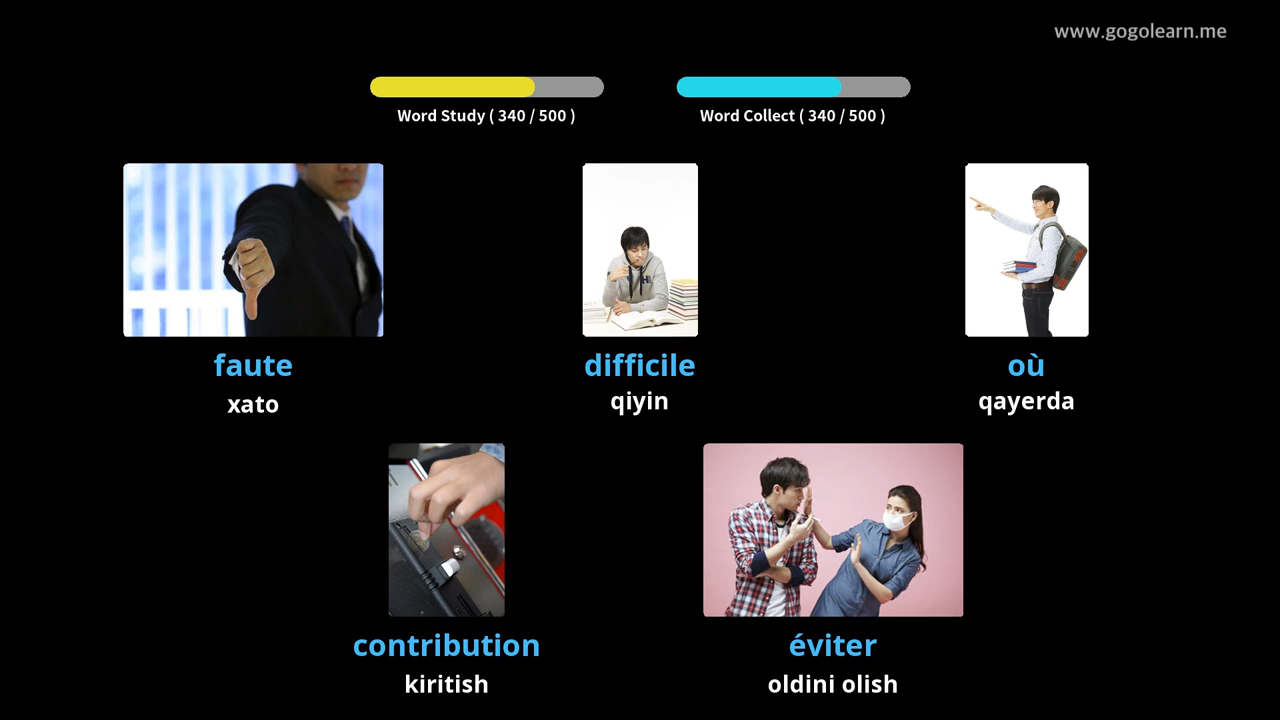 www.gogolearn.me
Word Study ( 340 / 500 )
Word Collect ( 340 / 500 )
faute
xato
difficile
qiyin
où
qayerda
contribution
kiritish
éviter
oldini olish